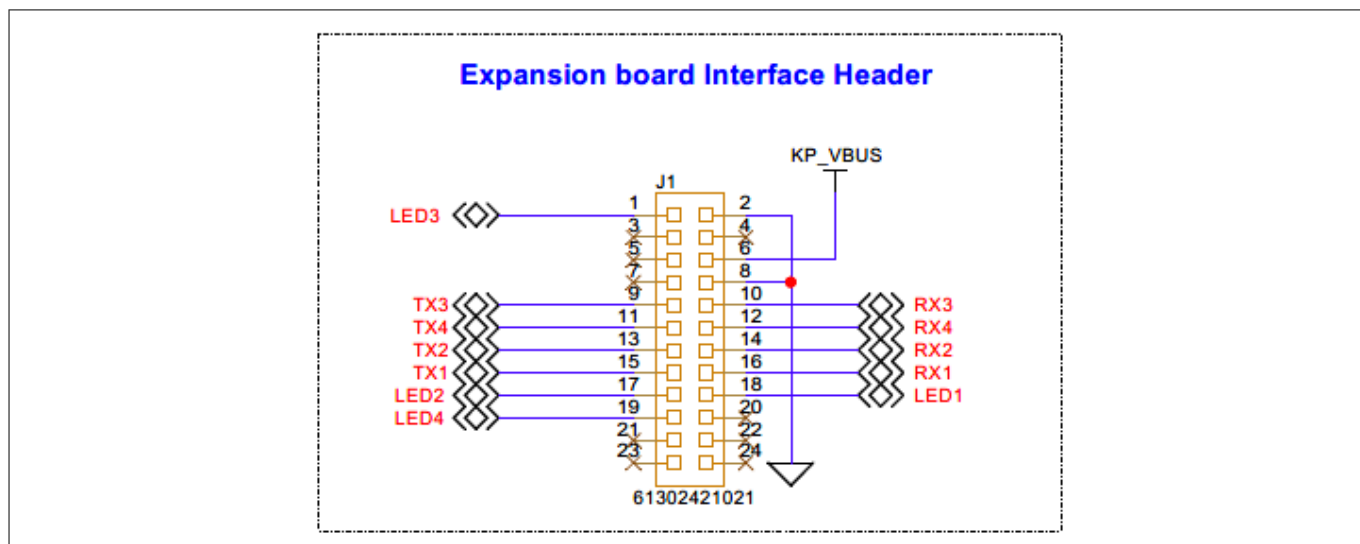 Expansion board Interface Header
KP_VBUS
J1
LED3 1 2
3 4
5 6
7 8
TX3 9 10 RX3
TX4 11 12 RX4
TX2 13 14 RX2
TX1 15 16 RX1
LED2 17 18 LED1
LED4 19 20
21 22
23 24
61302421021